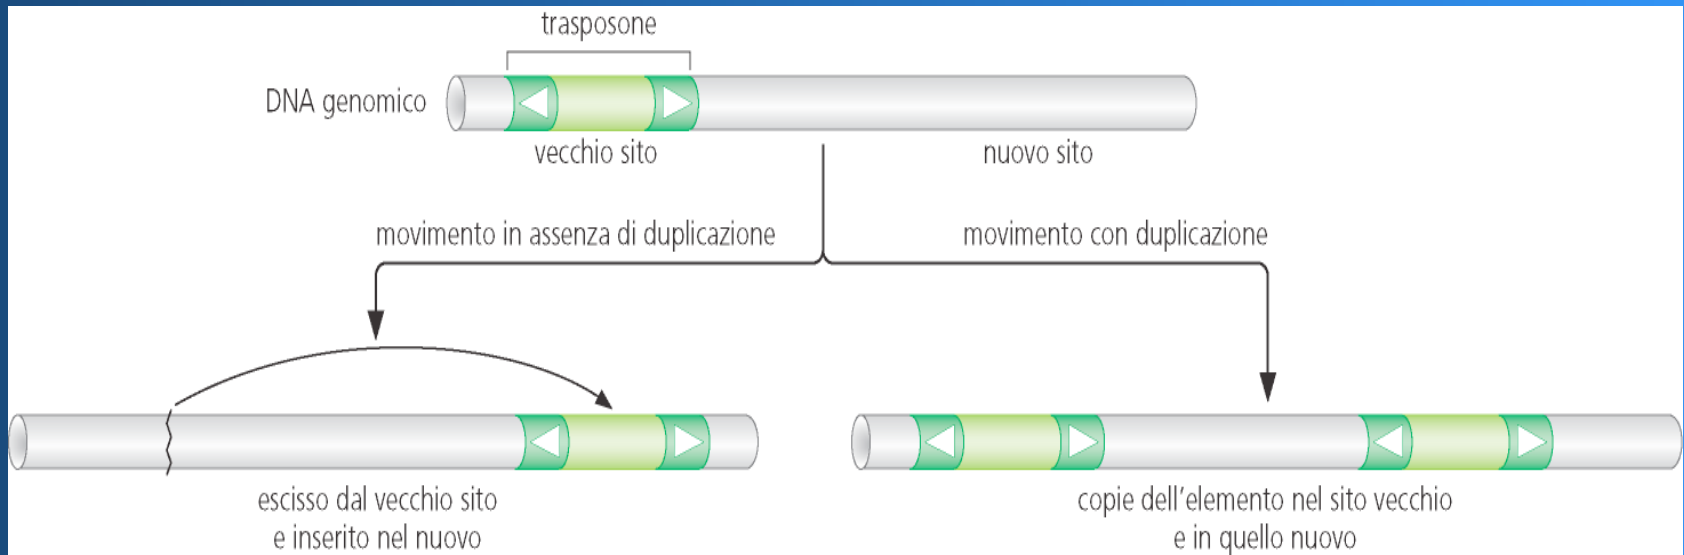 trasposone
DNA genomico
vecchio sito
nuovo sito
movimento in assenza di duplicazione
movimento con duplicazione
escisso dal vecchio sito
e inserito nel nuovo
copie dell'elemento nel sito vecchio
e in quello nuovo